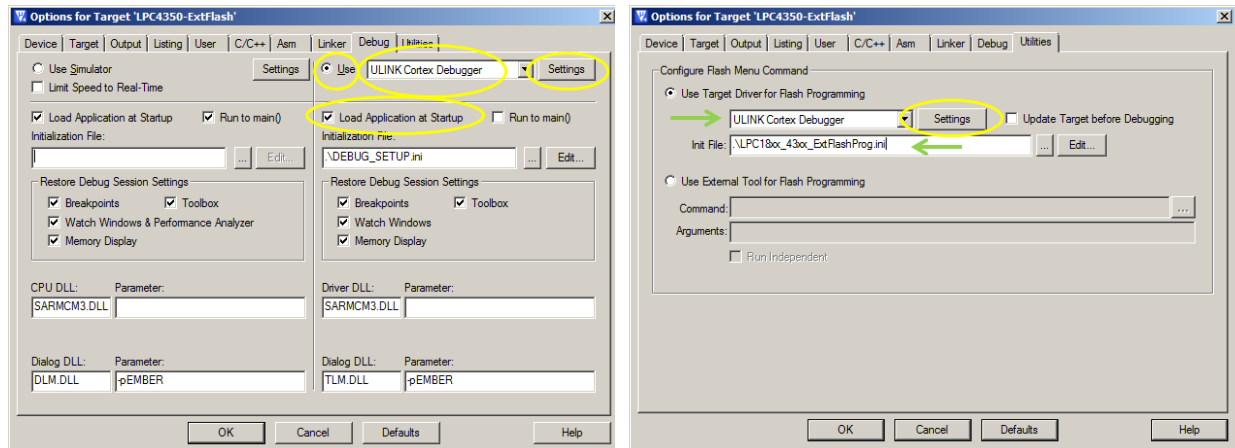 Options for Target 'LPC4350-ExtFlash'
Device Target Output Listing User C/C++ Asm Linker Debug Utilities
Use Simulator Settings Use ULINK Cortex Debugger Settings
Limit Speed to Real-Time
Load Application at Startup Run to main() Load Application at Startup Run to main()
Initialization File: Initialization File:
... Edit... .\DEBUG_SETUP.ini ... Edit...
Restore Debug Session Settings Restore Debug Session Settings
Breakpoints Toolbox Breakpoints Toolbox
Watch Windows & Performance Analyzer Watch Windows
Memory Display Memory Display
CPU DLL: Parameter: Driver DLL: Parameter:
SARMCM3.DLL SARMCM3.DLL
Dialog DLL: Parameter: Dialog DLL: Parameter:
DLM.DLL -pEMBER TLM.DLL -pEMBER
OK Cancel Defaults Help
Options for Target 'LPC4350-ExtFlash'
Device Target Output Listing User C/C++ Asm Linker Debug Utilities
Configure Flash Menu Command
Use Target Driver for Flash Programming
ULINK Cortex Debugger Settings Update Target before Debugging
Init File: .\LPC18xx_43xx_ExtFlashProg.ini ... Edit...
Use External Tool for Flash Programming
Command: ...
Arguments:
Run Independent
OK Cancel Defaults Help